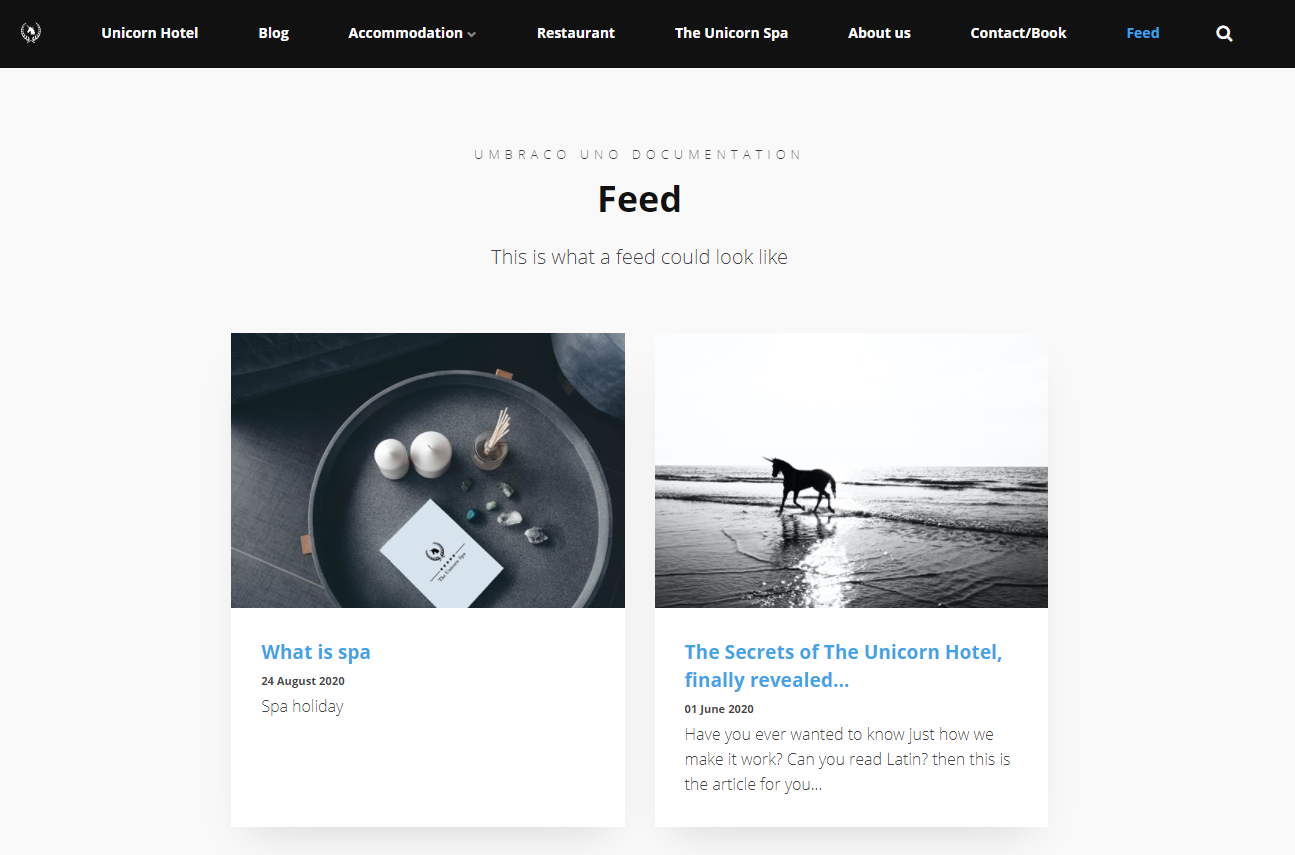 Unicorn Hotel Blog Accommodation Restaurant The Unicorn Spa About us Contact/Book Feed
UMBRACO UNO DOCUMENTATION
Feed
This is what a feed could look like
The Unicorn Spa
What is spa
24 August 2020
Spa holiday
The Secrets of The Unicorn Hotel,
finally revealed...
01 June 2020
Have you ever wanted to know just how we
make it work? Can you read Latin? then this is
the article for you...